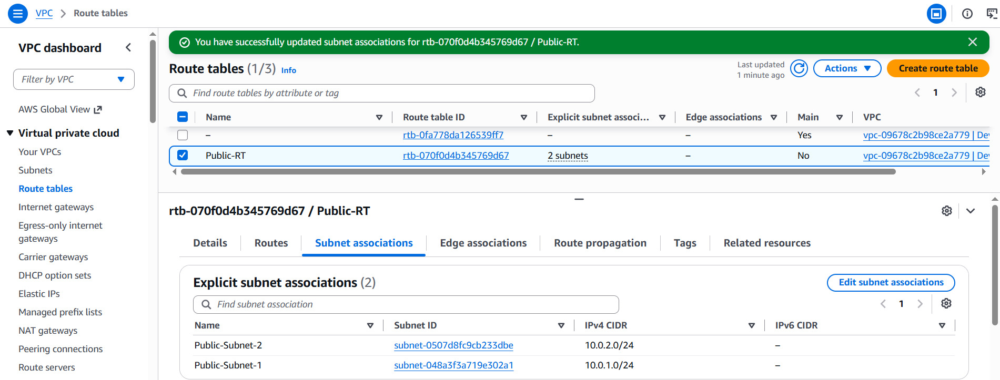 VPC > Route tables
VPC dashboard
Filter by VPC
AWS Global View
Virtual private cloud
Your VPCs
Subnets
Route tables
Internet gateways
Egress-only internet
gateways
Carrier gateways
DHCP option sets
Elastic IPs
Managed prefix lists
NAT gateways
Peering connections
Route servers
You have successfully updated subnet associations for rtb-070f0d4b345769d67 / Public-RT.
Route tables (1/3) Info
Last updated
1 minute ago
Actions
Create route table
Find route tables by attribute or tag
1
Name Route table ID Explicit subnet associ... Edge associations Main VPC
– rtb-0fa778da126539ff7 – – Yes vpc-09678c2b98ce2a779 | De
Public-RT rtb-070f0d4b345769d67 2 subnets – No vpc-09678c2b98ce2a779 | De
rtb-070f0d4b345769d67 / Public-RT
Details Routes Subnet associations Edge associations Route propagation Tags Related resources
Explicit subnet associations (2)
Edit subnet associations
Find subnet association
1
Name Subnet ID IPv4 CIDR IPv6 CIDR
Public-Subnet-2 subnet-0507d8fc9cb233dbe 10.0.2.0/24 –
Public-Subnet-1 subnet-048a3f3a719e302a1 10.0.1.0/24 –